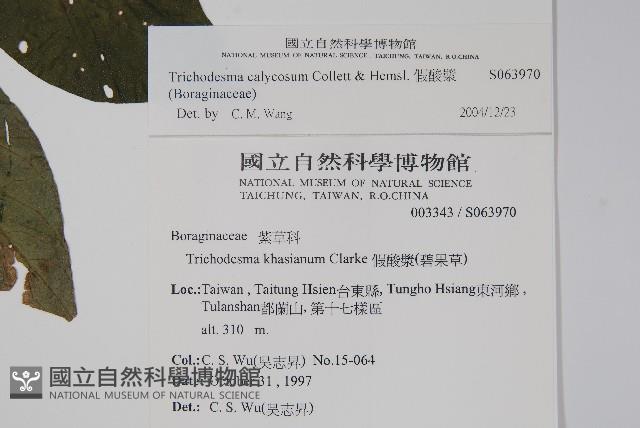 國立自然科學博物館
NATIONAL MUSEUM OF NATURAL SCIENCE, TAICHUNG, TAIWAN, R.O.CHINA
Trichodesma calycosum Collett & Hemsl. 假酸漿 S063970
(Boraginaceae)
Det. by C. M. Wang 2004/12/23
國立自然科學博物館
NATIONAL MUSEUM OF NATURAL SCIENCE
TAICHUNG, TAIWAN, R.O.CHINA
003343 / S063970
Boraginaceae 紫草科
Trichodesma khasianum Clarke 假酸漿(碧果草)
Loc.:Taiwan , Taitung Hsien台東縣, Tungho Hsiang東河鄉 ,
Tulanshan都蘭山, 第十七樣區
alt. 310 m.
Col.:C. S. Wu(吳志昇) No.15-064
31 , 1997
Det.: C. S. Wu(吳志昇)
國立自然科學博物館
NATIONAL MUSEUM OF NATURAL SCIENCE